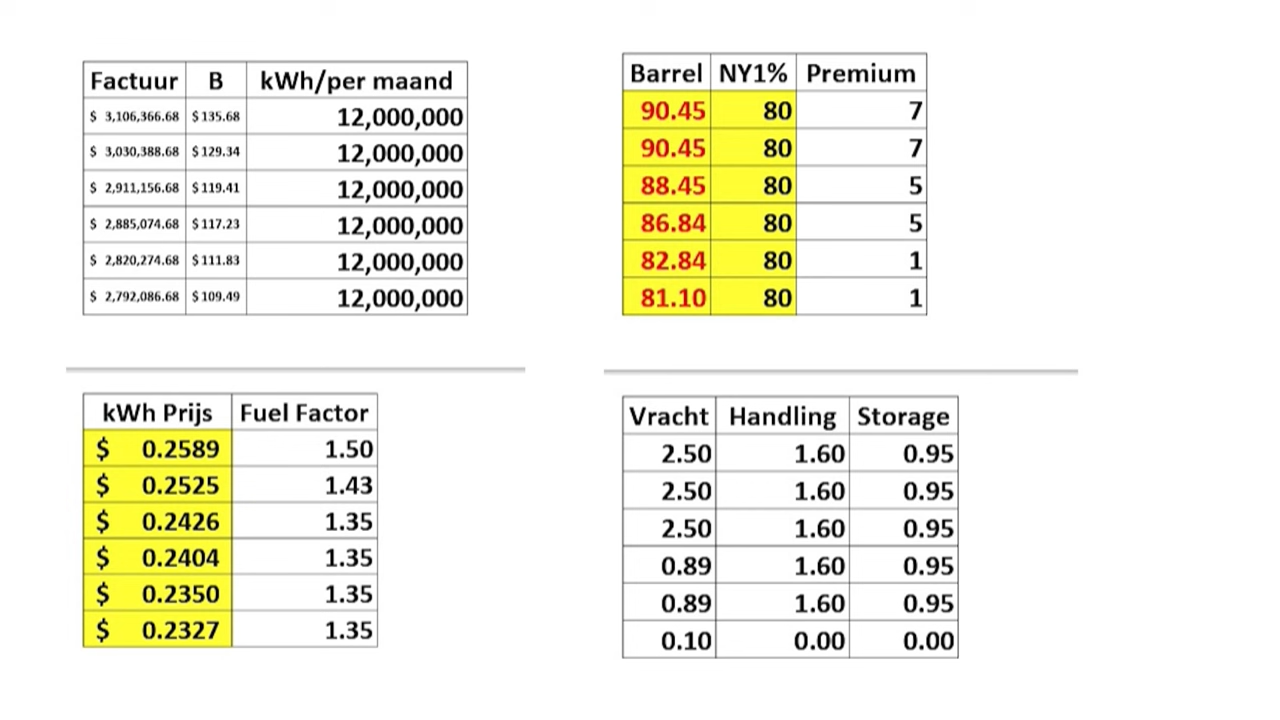 Factuur B kWh/per maand
$ 3,106,366.68 $135.68 12,000,000
$ 3,030,388.68 $129.34 12,000,000
$ 2,911,156.68 $119.41 12,000,000
$ 2,885,074.68 $117.23 12,000,000
$ 2,820,274.68 $111.83 12,000,000
$ 2,792,086.68 $109.49 12,000,000
Barrel NY1% Premium
90.45 80 7
90.45 80 7
88.45 80 5
86.84 80 5
82.84 80 1
81.10 80 1
kWh Prijs Fuel Factor
$ 0.2589 1.50
$ 0.2525 1.43
$ 0.2426 1.35
$ 0.2404 1.35
$ 0.2350 1.35
$ 0.2327 1.35
Vracht Handling Storage
2.50 1.60 0.95
2.50 1.60 0.95
2.50 1.60 0.95
0.89 1.60 0.95
0.89 1.60 0.95
0.10 0.00 0.00